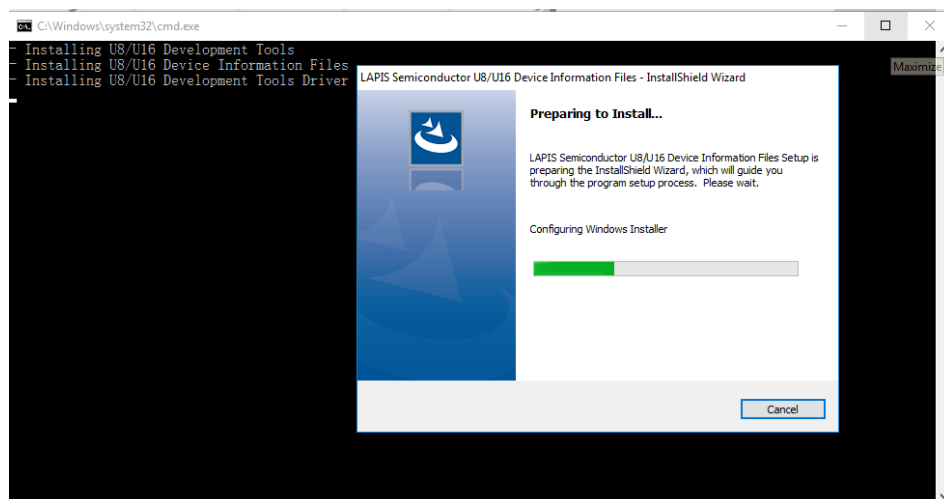 C:\Windows\system32\cmd.exe
- Installing U8/U16 Development Tools
- Installing U8/U16 Device Information Files
- Installing U8/U16 Development Tools Driver
Maximize
LAPIS Semiconductor U8/U16 Device Information Files - InstallShield Wizard
Preparing to Install...
LAPIS Semiconductor U8/U16 Device Information Files Setup is
preparing the InstallShield Wizard, which will guide you
through the program setup process. Please wait.
Configuring Windows Installer
Cancel